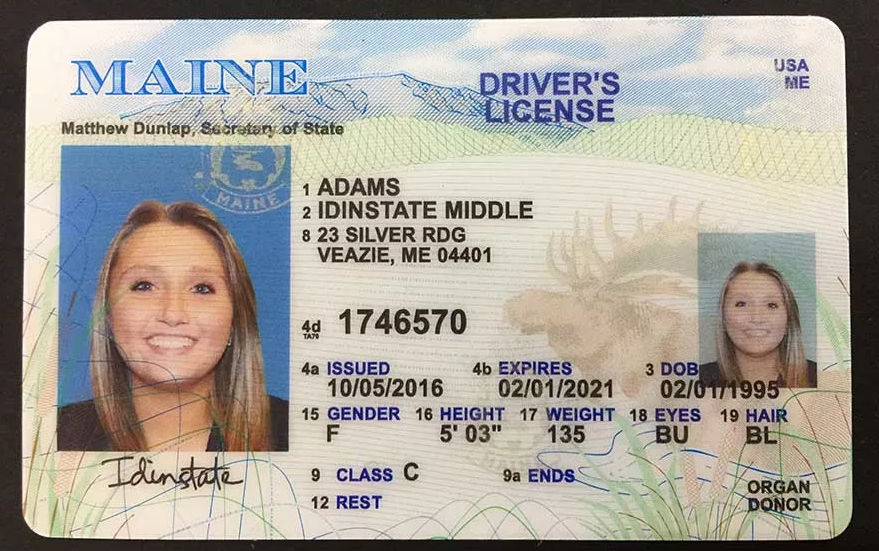 MAINE
DRIVER'S
LICENSE
USA
ME
Matthew Dunlap, Secretary of State
MAINE
1 ADAMS
2 IDINSTATE MIDDLE
8 23 SILVER RDG
VEAZIE, ME 04401
4d 1746570
TA70
4a ISSUED 4b EXPIRES 3 DOB
10/05/2016 02/01/2021 02/01/1995
15 GENDER 16 HEIGHT 17 WEIGHT 18 EYES 19 HAIR
F 5' 03" 135 BU BL
Idinstate
9 CLASS C 9a ENDS
12 REST
ORGAN
DONOR